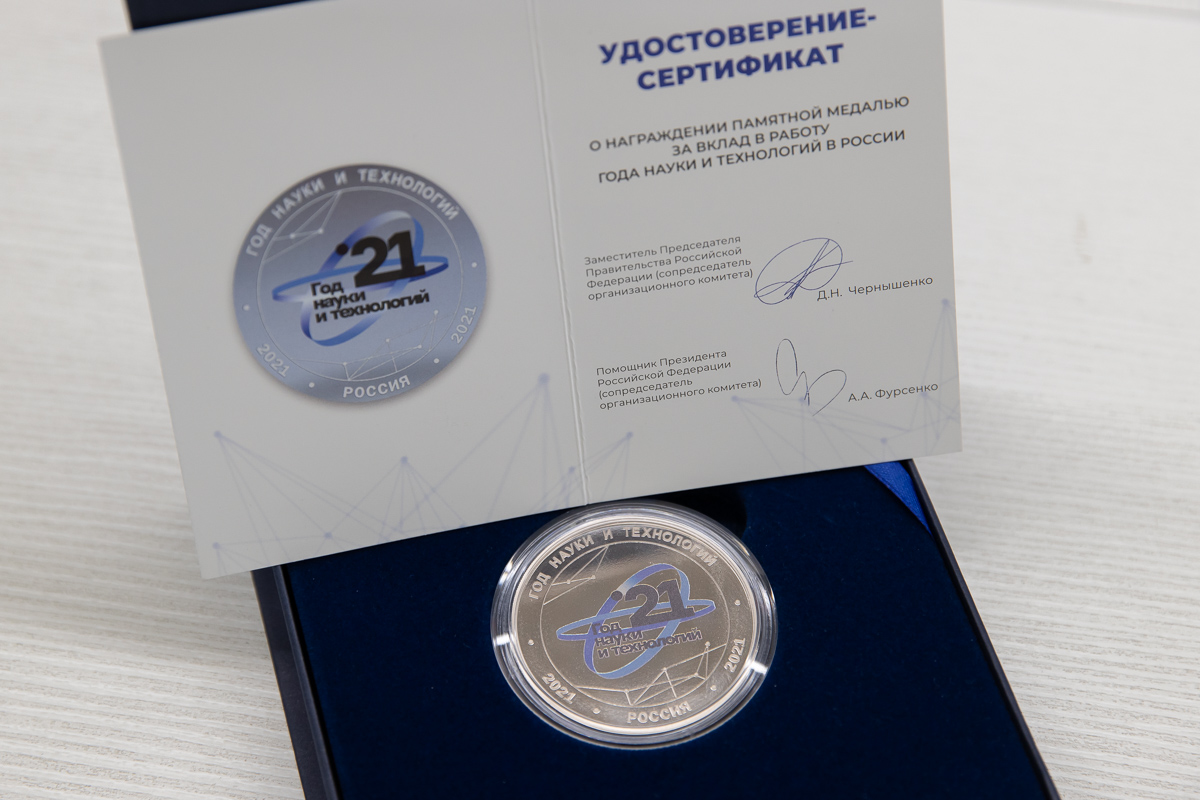 ГОД НАУКИ И ТЕХНОЛОГИЙ
'21
Год
науки
и технологий
2021 • РОССИЯ • 2021
УДОСТОВЕРЕНИЕ-
СЕРТИФИКАТ
О НАГРАЖДЕНИИ ПАМЯТНОЙ МЕДАЛЬЮ
ЗА ВКЛАД В РАБОТУ
ГОДА НАУКИ И ТЕХНОЛОГИЙ В РОССИИ
Заместитель Председателя
Правительства Российской
Федерации (сопредседатель
организационного комитета)
Д.Н. Чернышенко
Помощник Президента
Российской Федерации
(сопредседатель
организационного комитета)
А.А. Фурсенко
ГОД НАУКИ И ТЕХНОЛОГИЙ
'21
Год
науки
и технологий
2021 • РОССИЯ • 2021